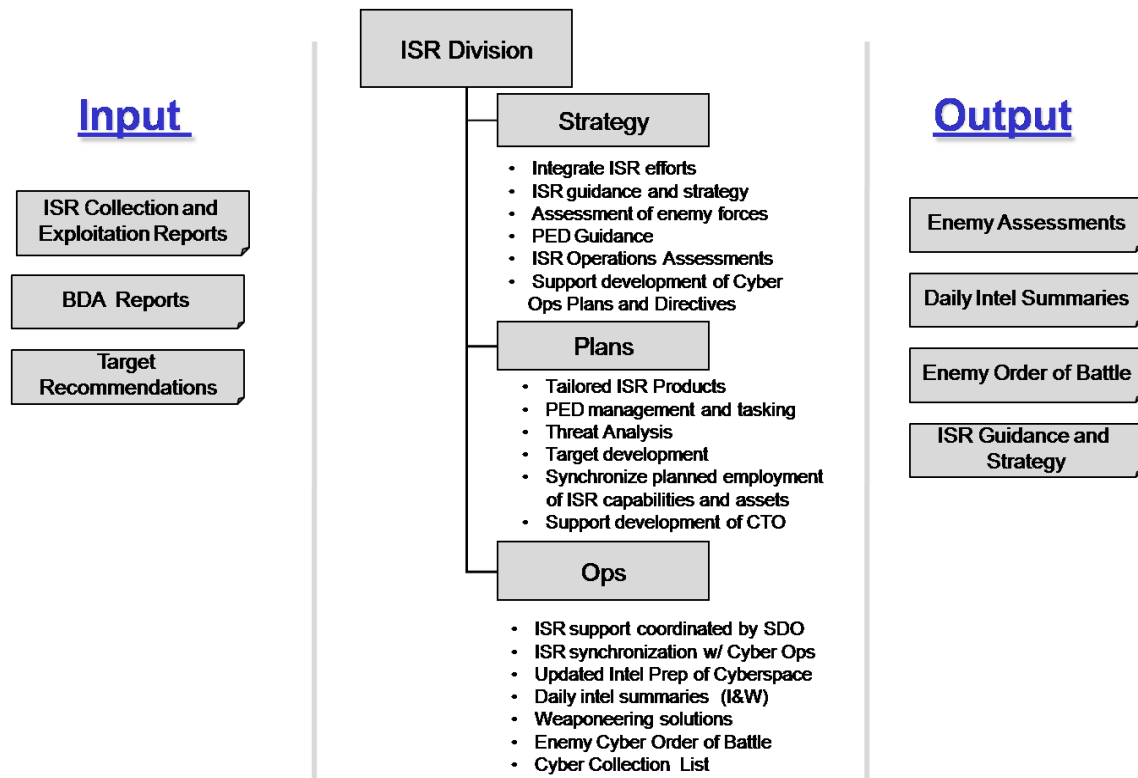 Input
ISR Collection and
Exploitation Reports
BDA Reports
Target
Recommendations
ISR Division
Strategy
• Integrate ISR efforts
• ISR guidance and strategy
• Assessment of enemy forces
• PED Guidance
• ISR Operations Assessments
• Support development of Cyber
Ops Plans and Directives
Plans
• Tailored ISR Products
• PED management and tasking
• Threat Analysis
• Target development
• Synchronize planned employment
of ISR capabilities and assets
• Support development of CTO
Ops
• ISR support coordinated by SDO
• ISR synchronization w/ Cyber Ops
• Updated Intel Prep of Cyberspace
• Daily intel summaries (I&W)
• Weaponeering solutions
• Enemy Cyber Order of Battle
• Cyber Collection List
Output
Enemy Assessments
Daily Intel Summaries
Enemy Order of Battle
ISR Guidance and
Strategy